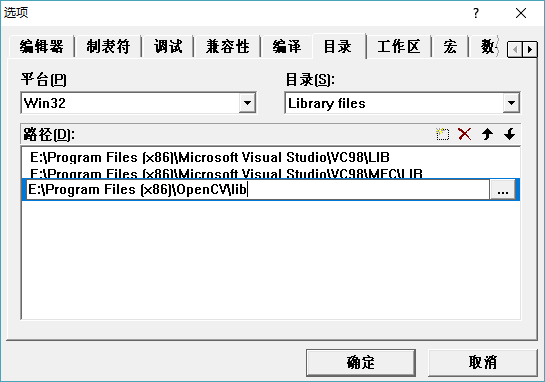 选项
编辑器 制表符 调试 兼容性 编译 目录 工作区 宏
平台(P) 目录(S):
Win32 Library files
路径(D):
E:\Program Files (x86)\Microsoft Visual Studio\VC98\LIB
E:\Program Files (x86)\Microsoft Visual Studio\VC98\MFC\LIB
E:\Program Files (x86)\OpenCV\lib
...
确定 取消